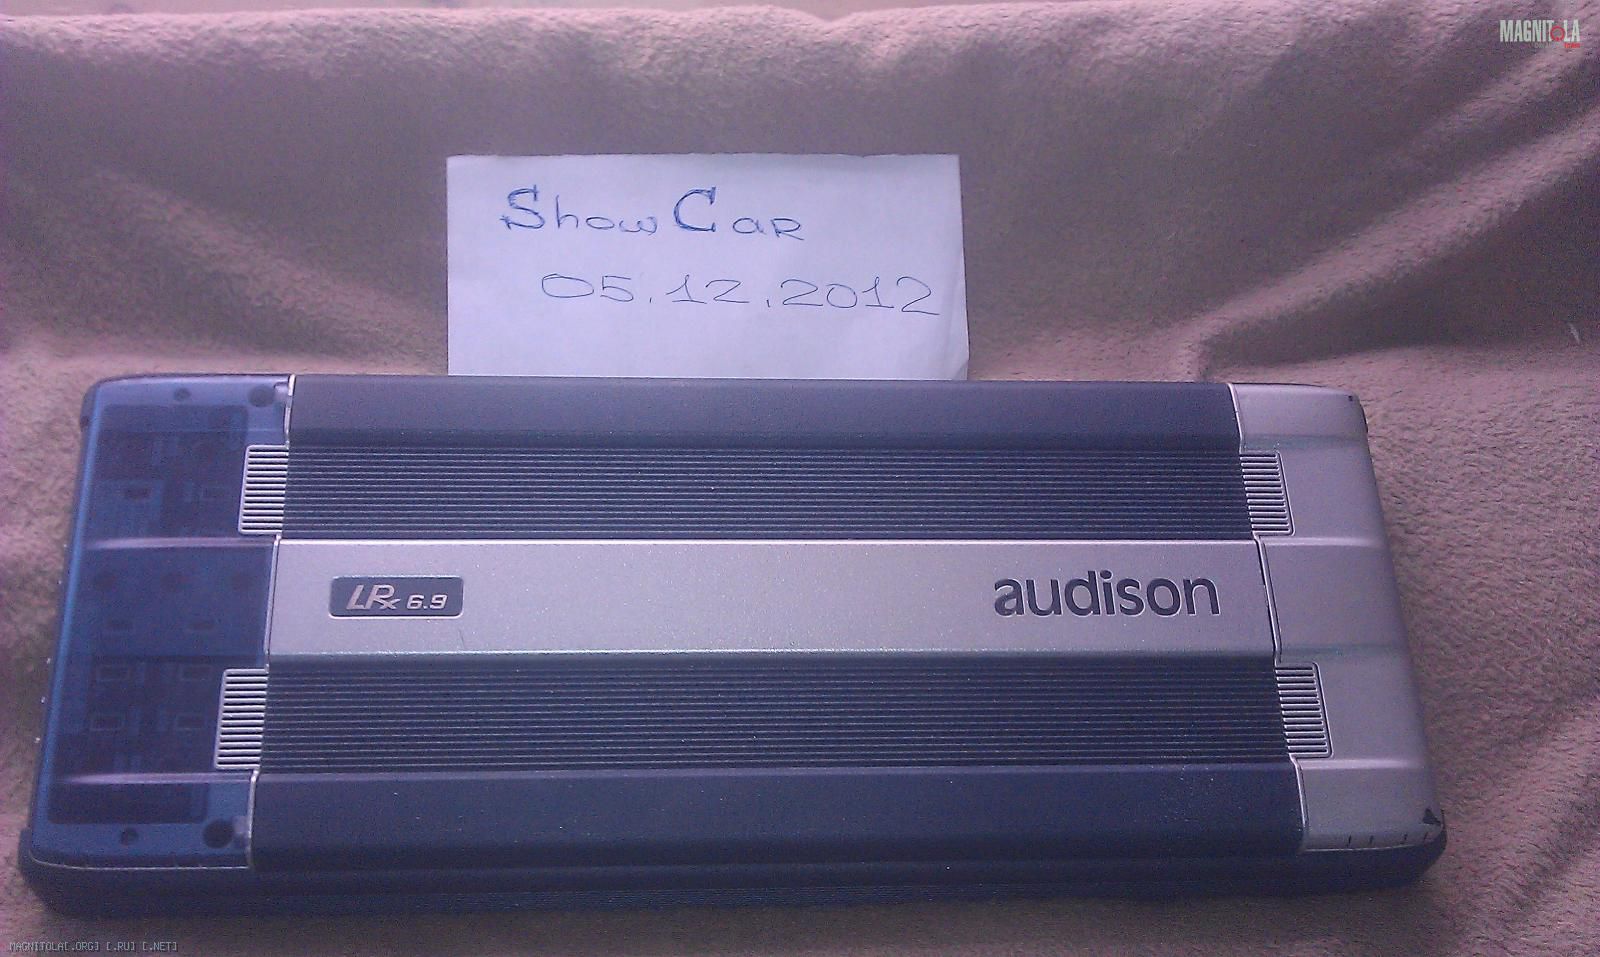 MAGNITOLA
ShowCar
05.12.2012
LRx 6.9
audison
MAGNITOLA[.ORG] [.RU] [.NET]